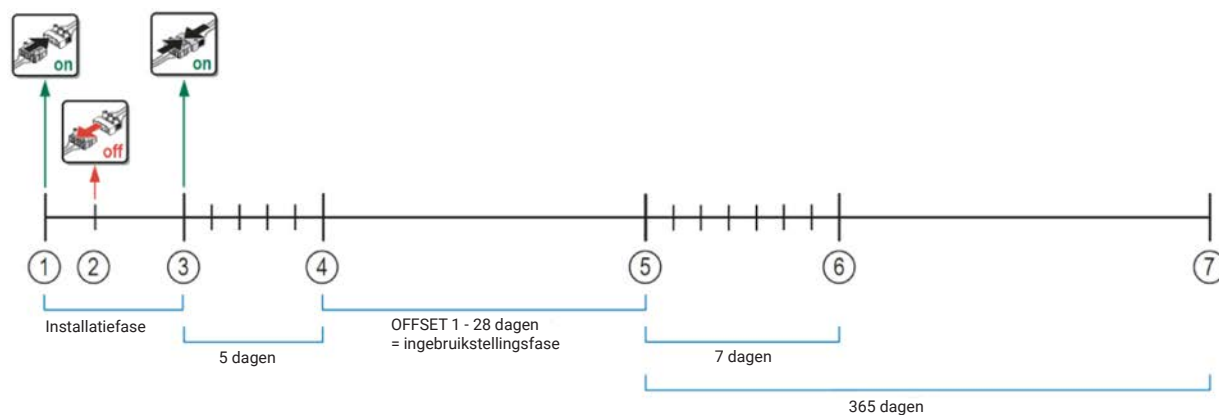 on
on
off
1 2 3 4 5 6 7
Installatiefase
5 dagen
OFFSET 1 - 28 dagen
= ingebruikstellingsfase
7 dagen
365 dagen